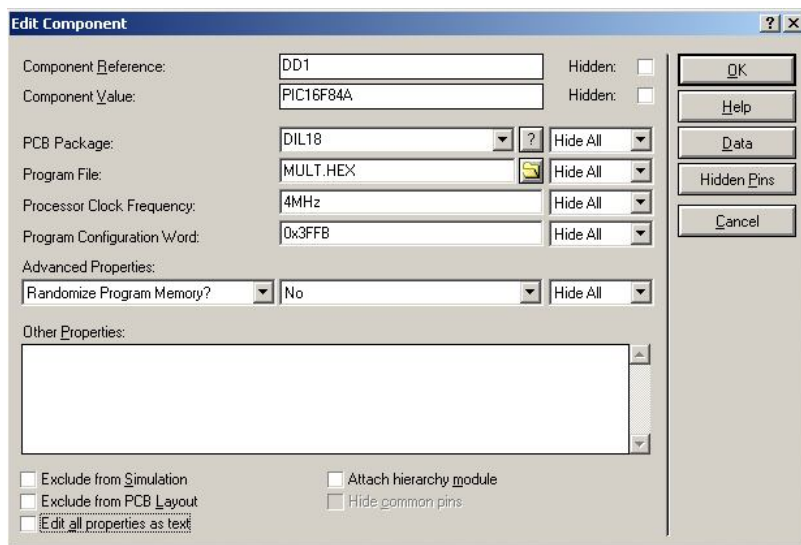 Edit Component
Component Reference: DD1 Hidden:
Component Value: PIC16F84A Hidden:
OK
Help
PCB Package: DIL18 ? Hide All
Data
Program File: MULT.HEX Hide All
Hidden Pins
Processor Clock Frequency: 4MHz Hide All
Program Configuration Word: 0x3FFB Hide All
Cancel
Advanced Properties:
Randomize Program Memory? No Hide All
Other Properties:
Exclude from Simulation Attach hierarchy module
Exclude from PCB Layout Hide common pins
Edit all properties as text